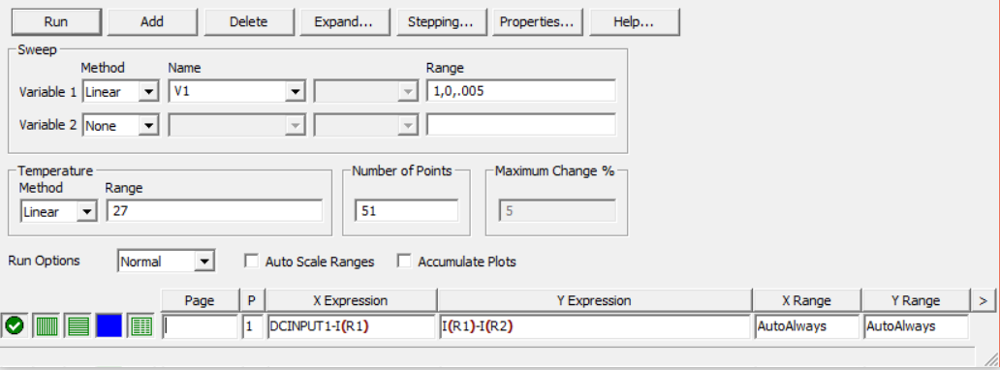 Run Add Delete Expand... Stepping... Properties... Help...
Sweep
Method Name Range
Variable 1 Linear V1 1,0,.005
Variable 2 None
Temperature Number of Points Maximum Change %
Method Range
Linear 27 51 5
Run Options Normal Auto Scale Ranges Accumulate Plots
Page P X Expression Y Expression X Range Y Range >
1 DCINPUT1-I(R1) I(R1)-I(R2) AutoAlways AutoAlways